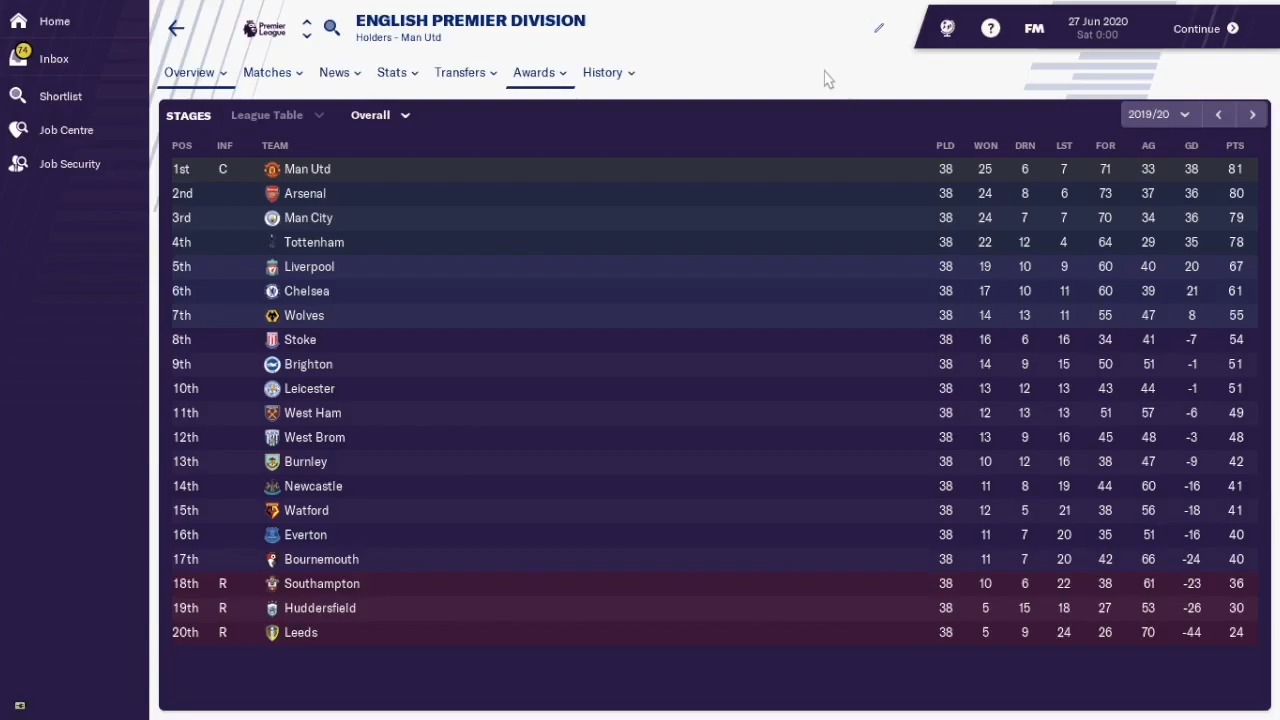 Home
74
Inbox
Shortlist
Job Centre
Job Security
Premier League
ENGLISH PREMIER DIVISION
Holders - Man Utd
FM
27 Jun 2020
Sat 0:00
Continue
Overview Matches News Stats Transfers Awards History
STAGES League Table Overall 2019/20
POS INF TEAM PLD WON DRN LST FOR AG GD PTS
1st C Man Utd 38 25 6 7 71 33 38 81
2nd Arsenal 38 24 8 6 73 37 36 80
3rd Man City 38 24 7 7 70 34 36 79
4th Tottenham 38 22 12 4 64 29 35 78
5th Liverpool 38 19 10 9 60 40 20 67
6th Chelsea 38 17 10 11 60 39 21 61
7th Wolves 38 14 13 11 55 47 8 55
8th Stoke 38 16 6 16 34 41 -7 54
9th Brighton 38 14 9 15 50 51 -1 51
10th Leicester 38 13 12 13 43 44 -1 51
11th West Ham 38 12 13 13 51 57 -6 49
12th West Brom 38 13 9 16 45 48 -3 48
13th Burnley 38 10 12 16 38 47 -9 42
14th Newcastle 38 11 8 19 44 60 -16 41
15th Watford 38 12 5 21 38 56 -18 41
16th Everton 38 11 7 20 35 51 -16 40
17th Bournemouth 38 11 7 20 42 66 -24 40
18th R Southampton 38 10 6 22 38 61 -23 36
19th R Huddersfield 38 5 15 18 27 53 -26 30
20th R Leeds 38 5 9 24 26 70 -44 24